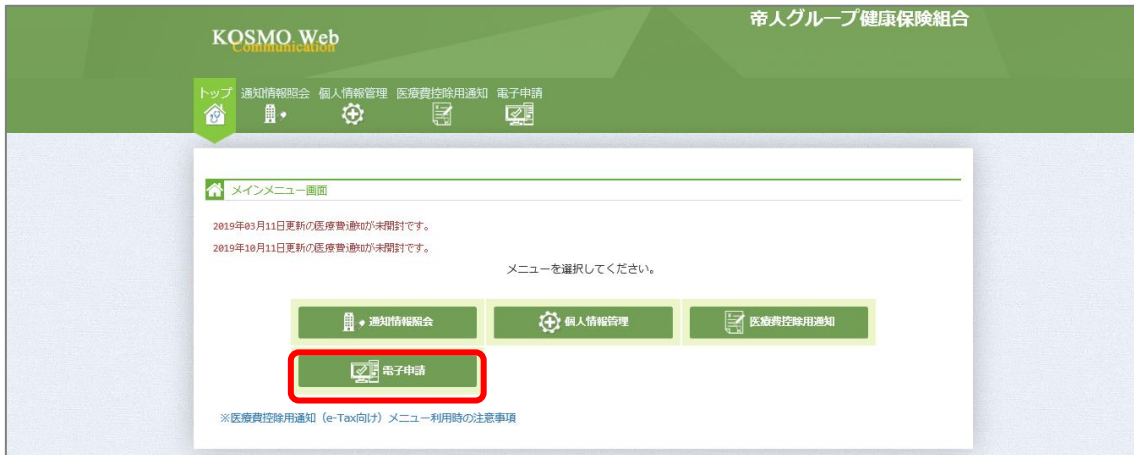 帝人グループ健康保険組合
KOSMO Web
Communication
トップ 通知情報照会 個人情報管理 医療費控除用通知 電子申請
メインメニュー画面
2019年03月11日更新の医療費通知が未開封です。
2019年10月11日更新の医療費通知が未開封です。
メニューを選択してください。
通知情報照会 個人情報管理 医療費控除用通知
電子申請
※医療費控除用通知（e-Tax向け）メニュー利用時の注意事項